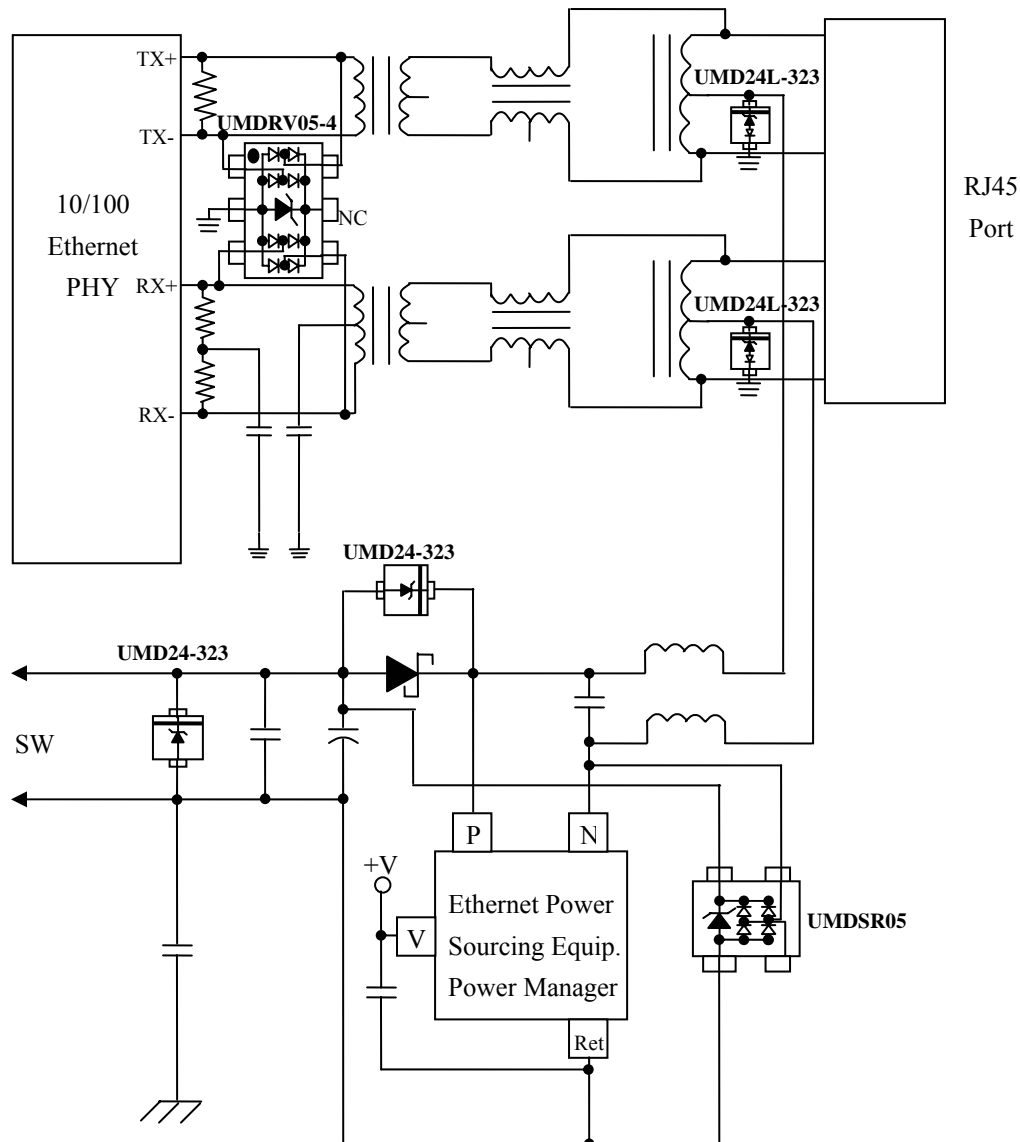 TX+
UMD24L-323
UMDRV05-4
TX-
10/100
Ethernet
PHY
NC
RJ45
Port
RX+
UMD24L-323
RX-
UMD24-323
UMD24-323
SW
P
N
+V
V
Ethernet Power
Sourcing Equip.
Power Manager
UMDSR05
Ret